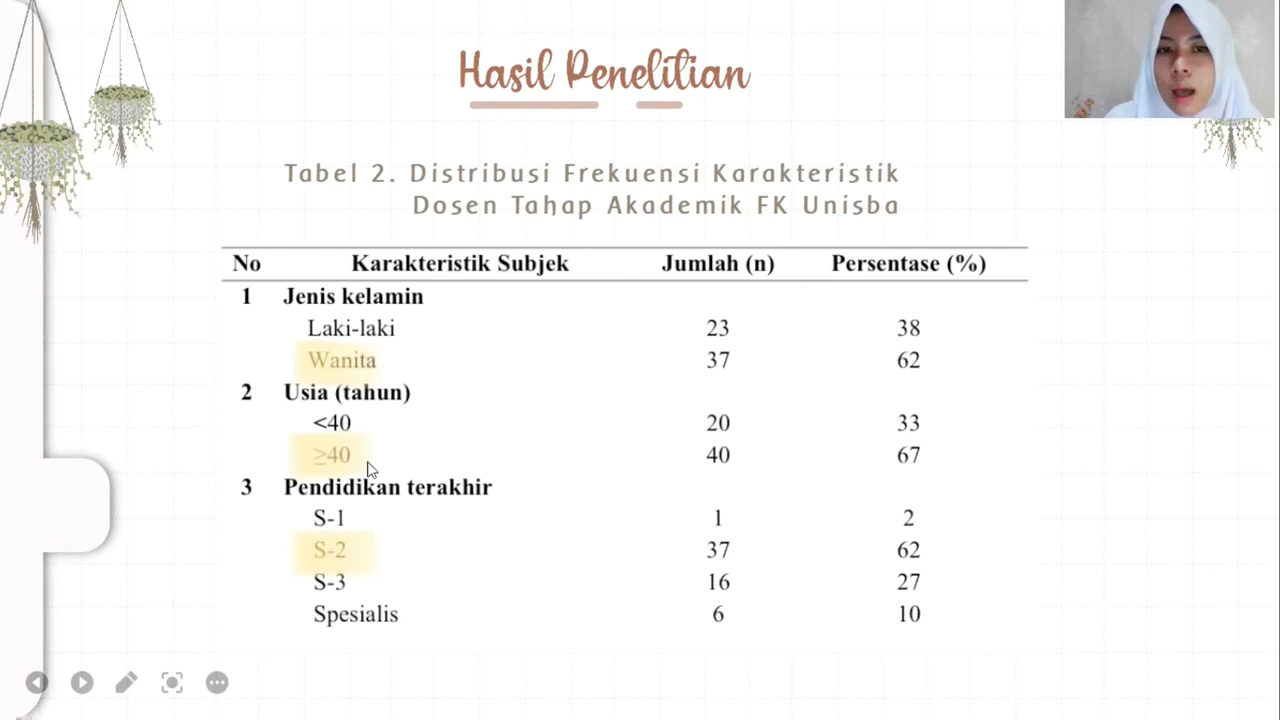 Hasil Penelitian
Tabel 2. Distribusi Frekuensi Karakteristik
Dosen Tahap Akademik FK Unisba
No Karakteristik Subjek Jumlah (n) Persentase (%)
1 Jenis kelamin
Laki-laki 23 38
Wanita 37 62
2 Usia (tahun)
<40 20 33
≥40 40 67
3 Pendidikan terakhir
S-1 1 2
S-2 37 62
S-3 16 27
Spesialis 6 10